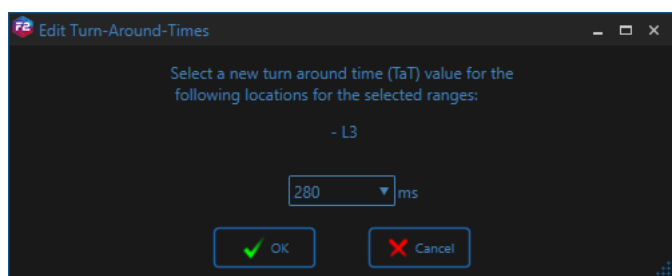 F2 Edit Turn-Around-Times
Select a new turn around time (TaT) value for the
following locations for the selected ranges:
- L3
280 ms
OK Cancel